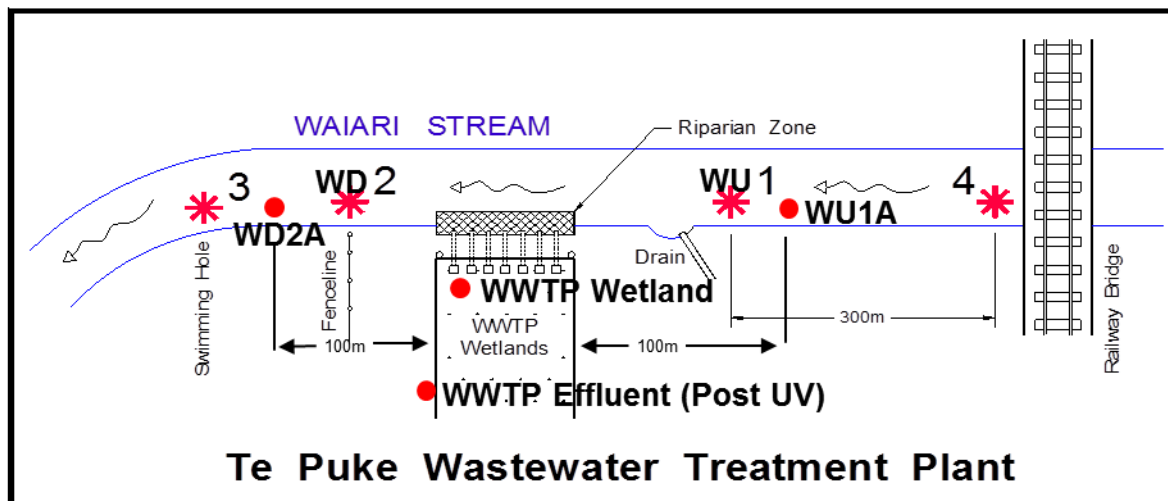 WAIARI STREAM
Riparian Zone
3
WD 2
WU 1
4
WD2A
WU1A
Drain
Swimming Hole
Fenceline
WWTP Wetland
WWTP
Wetlands
300m
100m
100m
Railway Bridge
WWTP Effluent (Post UV)
Te Puke Wastewater Treatment Plant